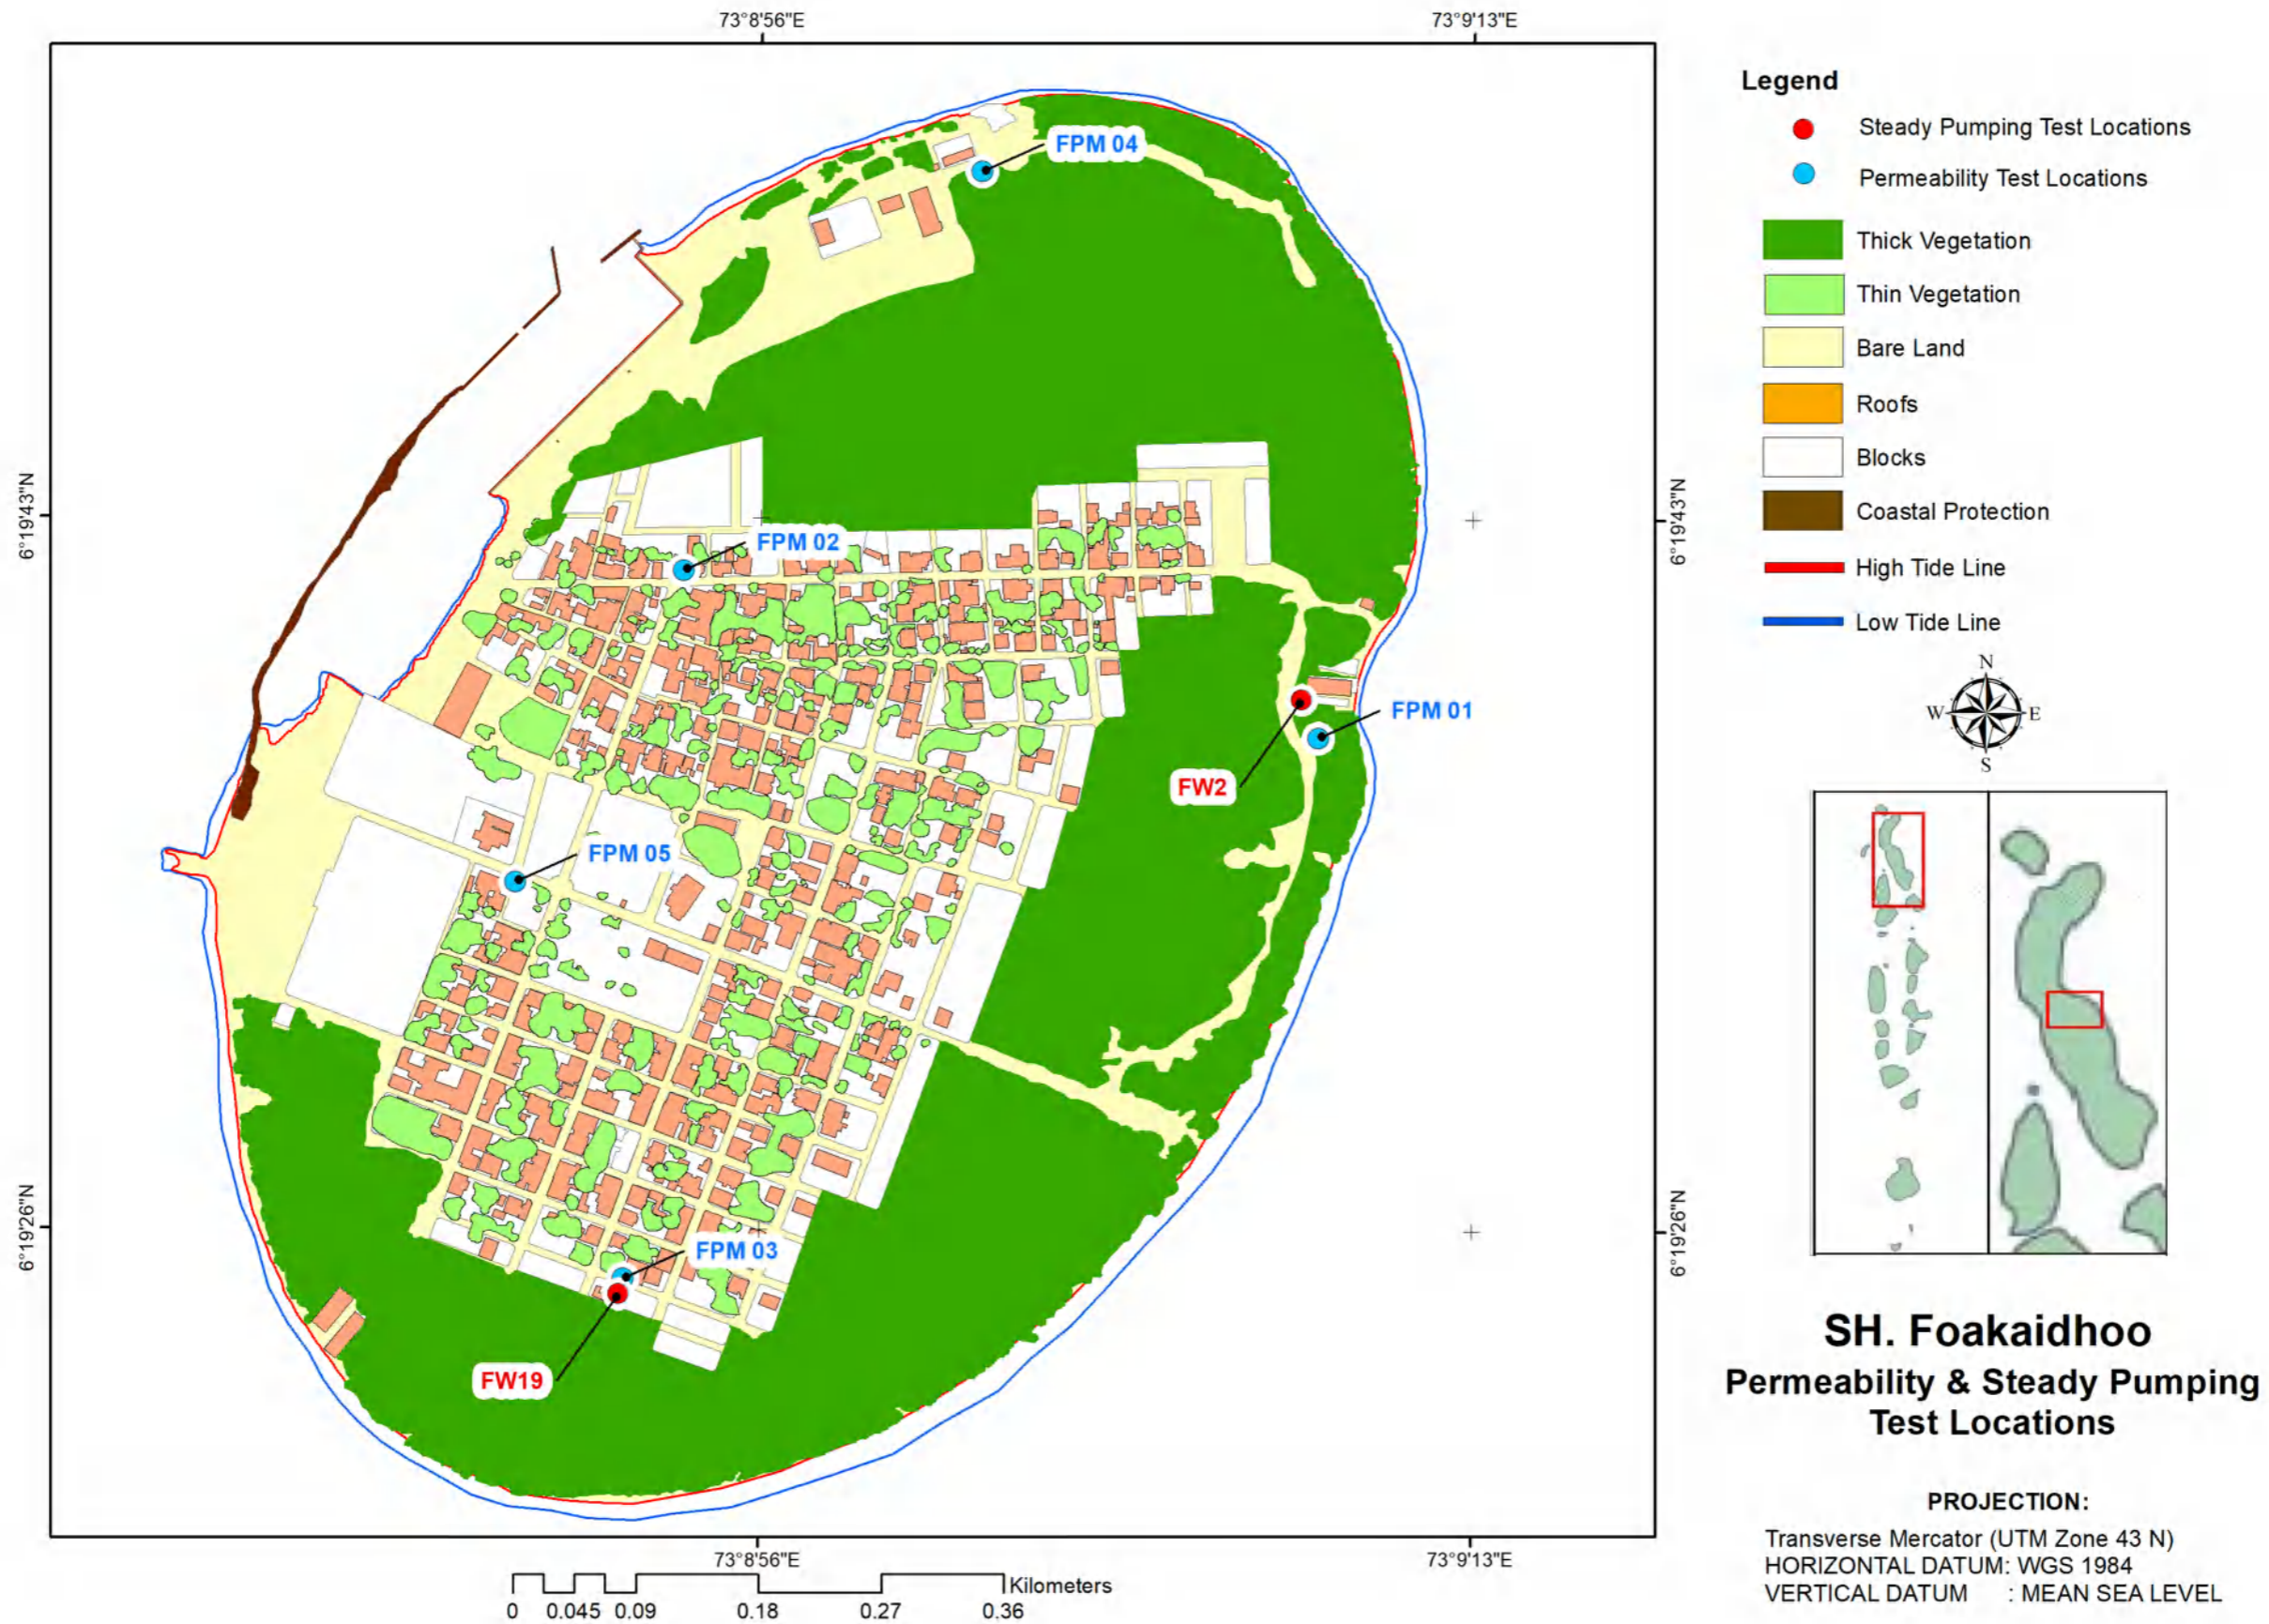 73°8'56"E
73°9'13"E
6°19'43"N
6°19'43"N
6°19'26"N
6°19'26"N
73°8'56"E
73°9'13"E
FPM 04
FPM 02
FPM 01
FW2
FPM 05
FPM 03
FW19
Kilometers
0 0.045 0.09 0.18 0.27 0.36
Legend
Steady Pumping Test Locations
Permeability Test Locations
Thick Vegetation
Thin Vegetation
Bare Land
Roofs
Blocks
Coastal Protection
High Tide Line
Low Tide Line
N
W E
S
SH. Foakaidhoo
Permeability & Steady Pumping
Test Locations
PROJECTION:
Transverse Mercator (UTM Zone 43 N)
HORIZONTAL DATUM: WGS 1984
VERTICAL DATUM : MEAN SEA LEVEL